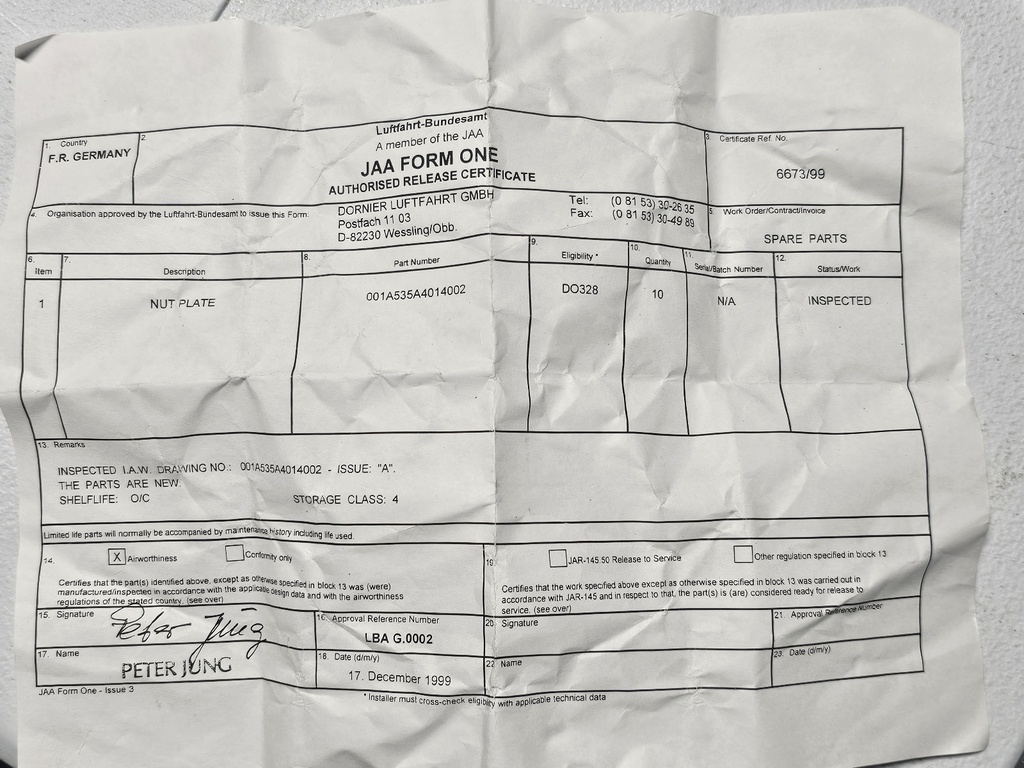 1. Country
F.R. GERMANY
2.
Luftfahrt-Bundesamt
A member of the JAA
JAA FORM ONE
AUTHORISED RELEASE CERTIFICATE
3. Certificate Ref. No.
6673/99
4. Organisation approved by the Luftfahrt-Bundesamt to issue this Form:
DORNIER LUFTFAHRT GMBH
Postfach 11 03
D-82230 Wessling/Obb.
Tel: (0 81 53) 30-26 35
Fax: (0 81 53) 30-49 89
5. Work Order/Contract/Invoice
SPARE PARTS
6. Item
7. Description
8. Part Number
9. Eligibility *
10. Quantity
11. Serial/Batch Number
12. Status/Work
1 NUT PLATE 001A535A4014002 DO328 10 N/A INSPECTED
13. Remarks
INSPECTED I.A.W. DRAWING NO.: 001A535A4014002 - ISSUE: "A".
THE PARTS ARE NEW.
SHELFLIFE: O/C STORAGE CLASS: 4
Limited life parts will normally be accompanied by maintenance history including life used.
14. X Airworthiness Conformity only
Certifies that the part(s) identified above, except as otherwise specified in block 13 was (were)
manufactured/inspected in accordance with the applicable design data and with the airworthiness
regulations of the stated country. (see over)
19. JAR-145.50 Release to Service Other regulation specified in block 13
Certifies that the work specified above except as otherwise specified in block 13 was carried out in
accordance with JAR-145 and in respect to that, the part(s) is (are) considered ready for release to
service. (see over)
15. Signature
Peter Jung
16. Approval Reference Number
LBA G.0002
20. Signature
21. Approval Reference Number
17. Name
PETER JUNG
18. Date (d/m/y)
17. December 1999
22. Name
23. Date (d/m/y)
JAA Form One - Issue 3
* Installer must cross-check eligiblity with applicable technical data